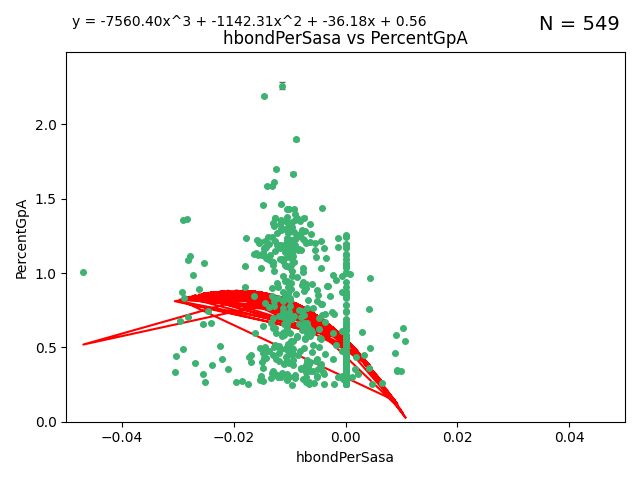 y = -7560.40x^3 + -1142.31x^2 + -36.18x + 0.56
N = 549
hbondPerSasa vs PercentGpA
PercentGpA
2.0
1.5
1.0
0.5
0.0
−0.04 −0.02 0.00 0.02 0.04
hbondPerSasa